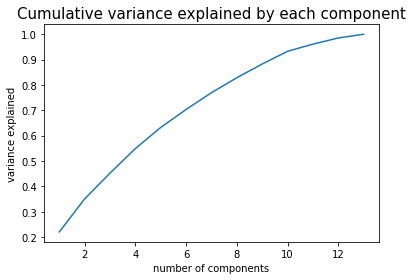 Cumulative variance explained by each component
1.0
0.9
0.8
0.7
0.6
0.5
0.4
0.3
0.2
variance explained
2 4 6 8 10 12
number of components